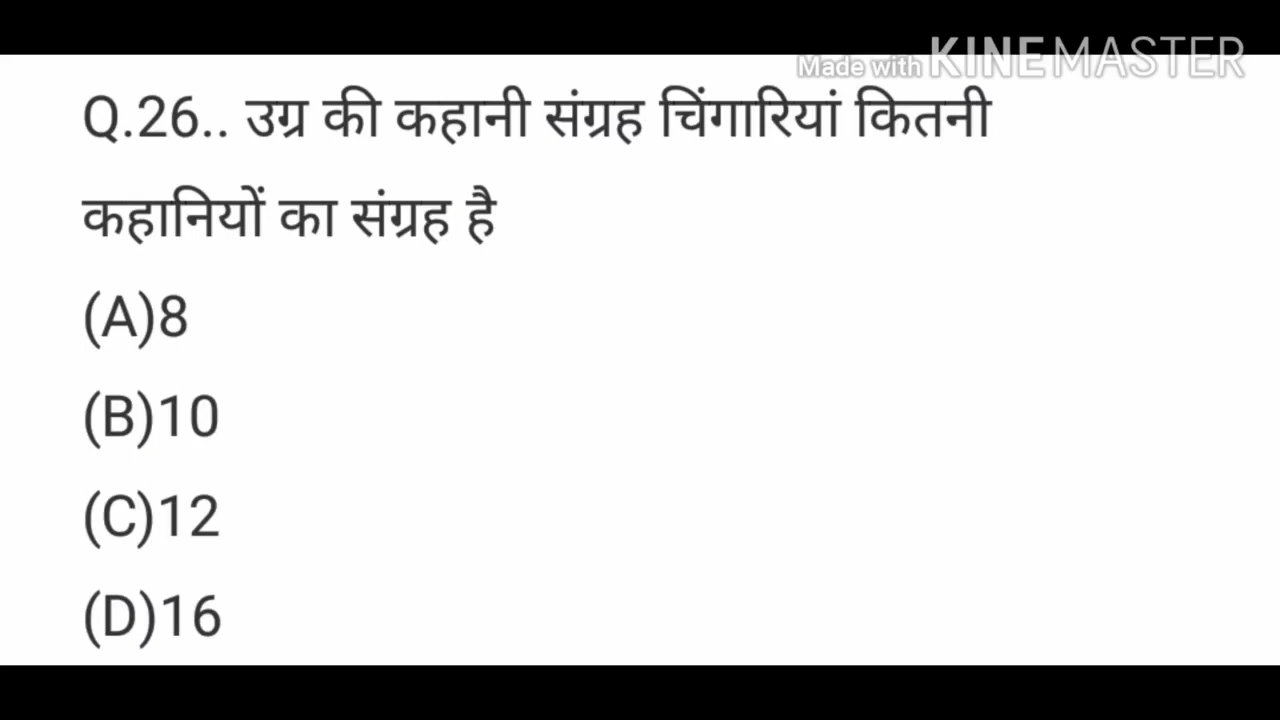 Made with KINEMASTER
Q.26.. उग्र की कहानी संग्रह चिंगारियां कितनी
कहानियों का संग्रह है
(A)8
(B)10
(C)12
(D)16